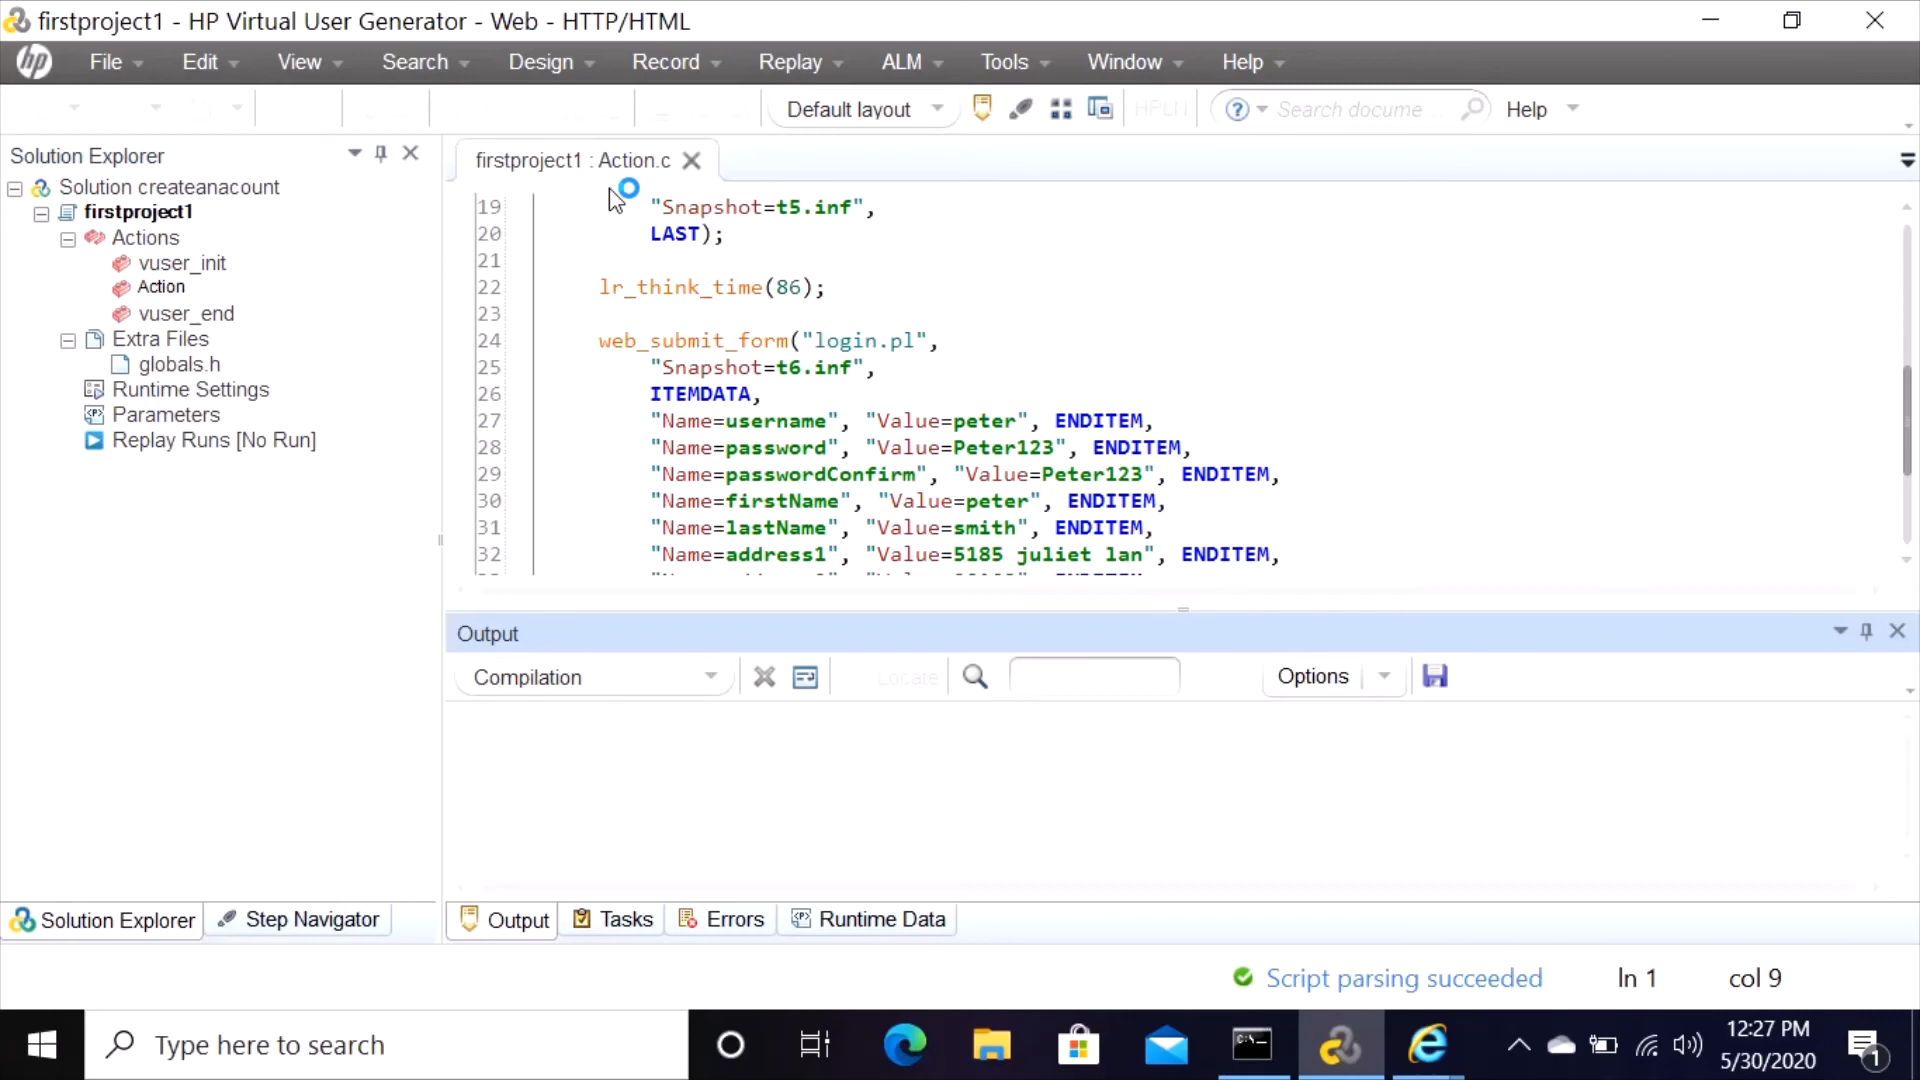 firstproject1 - HP Virtual User Generator - Web - HTTP/HTML
hp File Edit View Search Design Record Replay ALM Tools Window Help
Default layout HPLN Search docume... Help
Solution Explorer
Solution createanacount
firstproject1
Actions
vuser_init
Action
vuser_end
Extra Files
globals.h
Runtime Settings
Parameters
Replay Runs [No Run]
firstproject1 : Action.c
19 "Snapshot=t5.inf",
20 LAST);
21
22 lr_think_time(86);
23
24 web_submit_form("login.pl",
25 "Snapshot=t6.inf",
26 ITEMDATA,
27 "Name=username", "Value=peter", ENDITEM,
28 "Name=password", "Value=Peter123", ENDITEM,
29 "Name=passwordConfirm", "Value=Peter123", ENDITEM,
30 "Name=firstName", "Value=peter", ENDITEM,
31 "Name=lastName", "Value=smith", ENDITEM,
32 "Name=address1", "Value=5185 juliet lan", ENDITEM,
Output
Compilation Locate Options
Solution Explorer Step Navigator
Output Tasks Errors Runtime Data
Script parsing succeeded ln 1 col 9
Type here to search
12:27 PM
5/30/2020
1